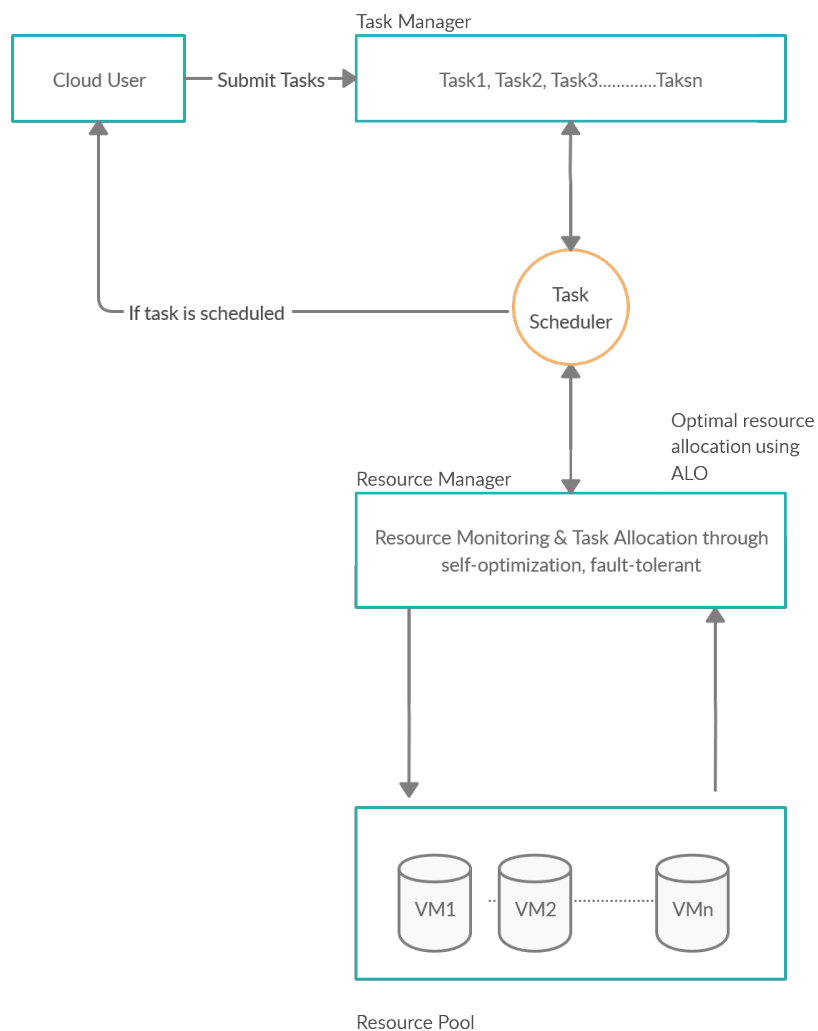 Task Manager
Cloud User
Submit Tasks
Task1, Task2, Task3.............Taksn
Task
Scheduler
If task is scheduled
Optimal resource
allocation using
ALO
Resource Manager
Resource Monitoring & Task Allocation through
self-optimization, fault-tolerant
VM1
VM2
VMn
Resource Pool